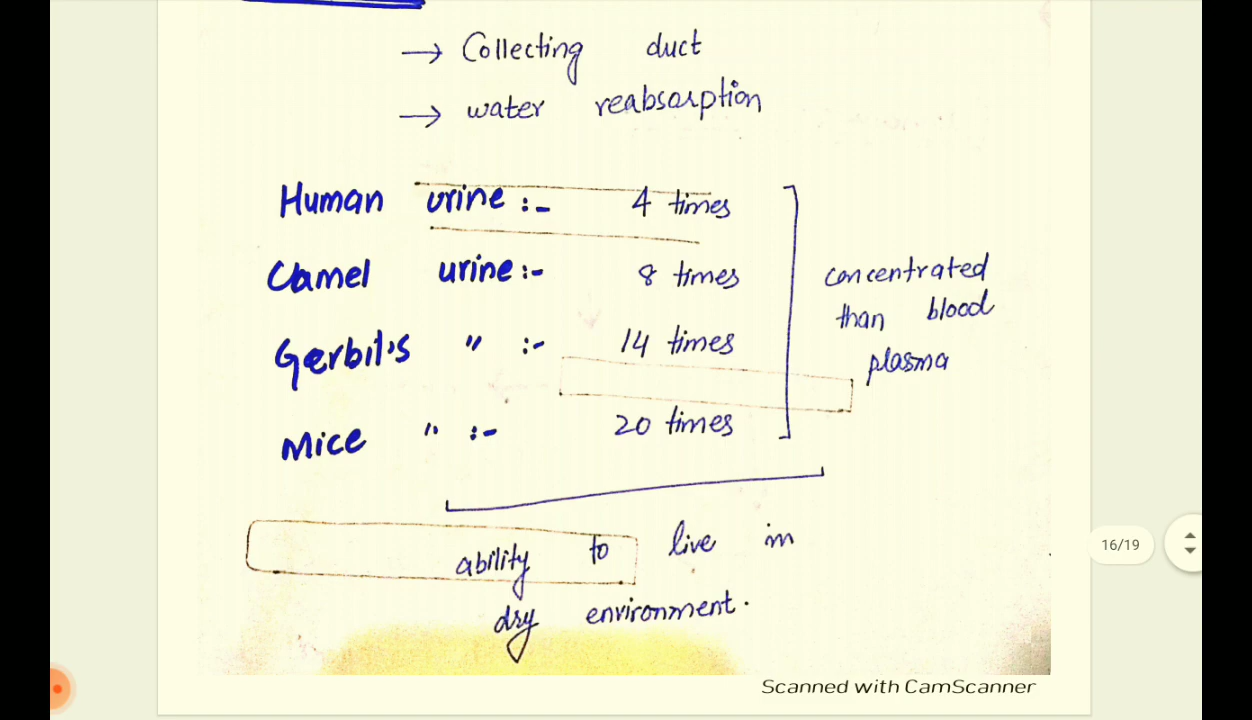 → Collecting duct
→ water reabsorption
Human urine :- 4 times
Camel urine :- 8 times
Gerbil's " :- 14 times
Mice " :- 20 times
concentrated
than blood
plasma
ability to live in
dry environment.
16/19
Scanned with CamScanner